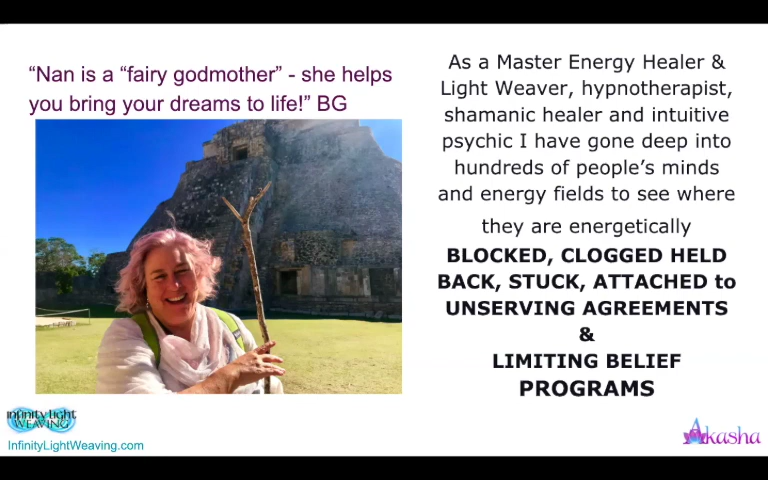 “Nan is a “fairy godmother” - she helps
you bring your dreams to life!” BG
As a Master Energy Healer &
Light Weaver, hypnotherapist,
shamanic healer and intuitive
psychic I have gone deep into
hundreds of people’s minds
and energy fields to see where
they are energetically
BLOCKED, CLOGGED HELD
BACK, STUCK, ATTACHED to
UNSERVING AGREEMENTS
&
LIMITING BELIEF
PROGRAMS
infinity light
WEAVING
InfinityLightWeaving.com
Akasha